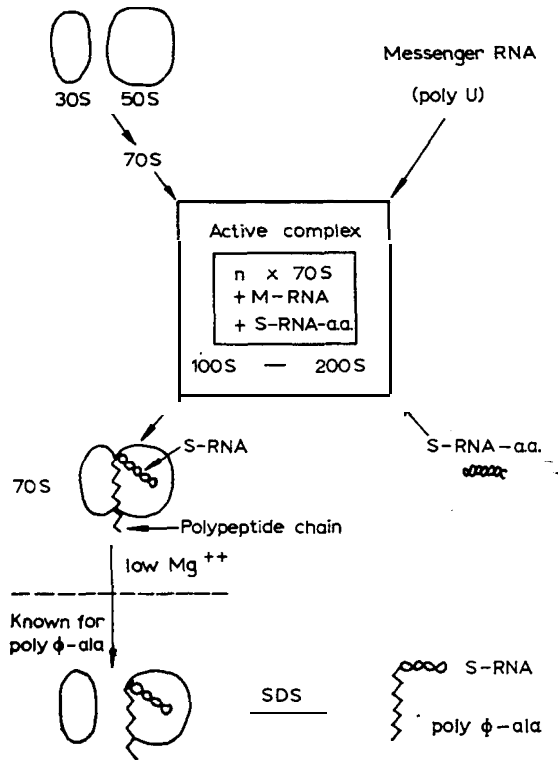 30S 50S
Messenger RNA
(poly U)
70S
Active complex
n x 70S
+ M-RNA
+ S-RNA-a.a.
100S — 200S
S-RNA
S-RNA-a.a.
70S
Polypeptide chain
low Mg++
Known for
poly ϕ-ala
SDS
S-RNA
poly ϕ-ala